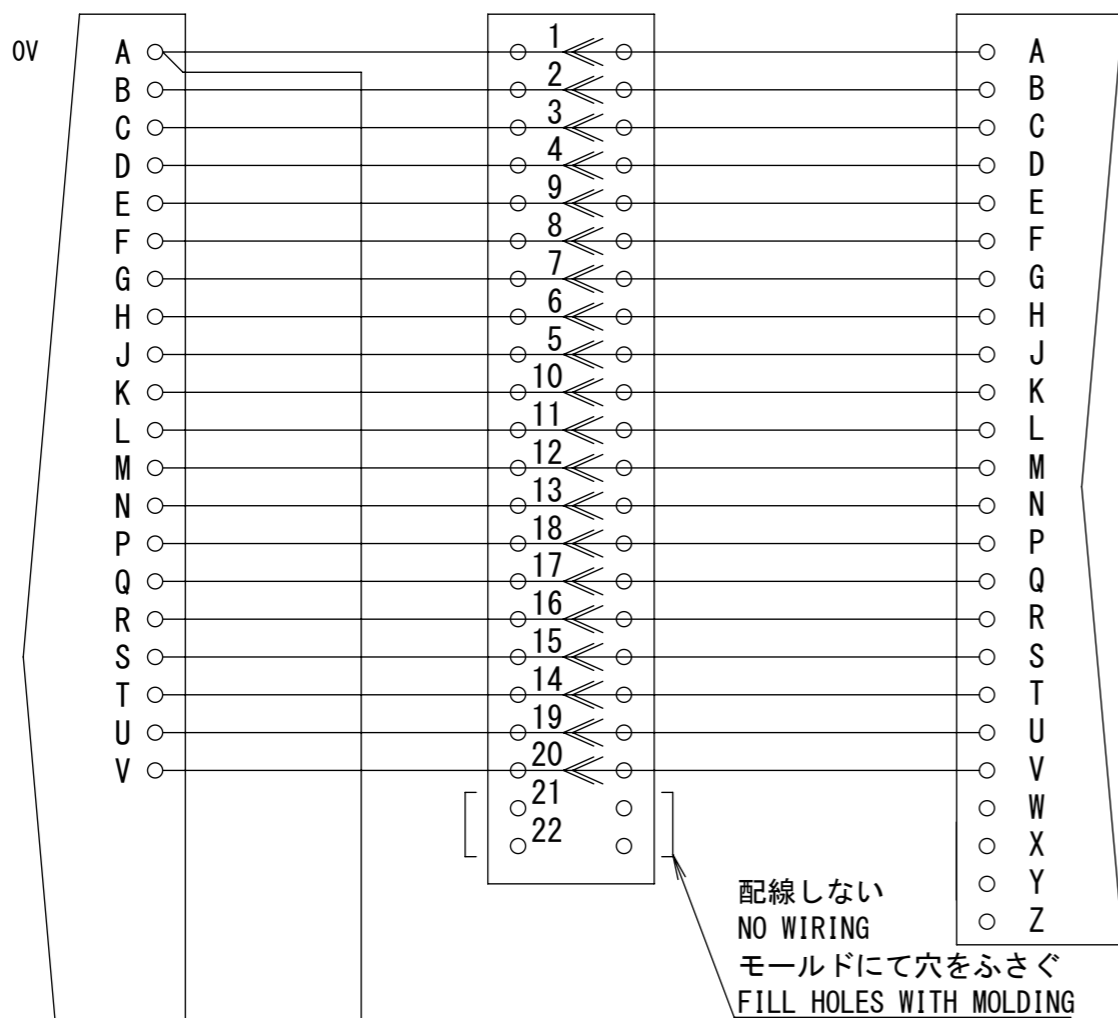 0V A 1 A
B 2 B
C 3 C
D 4 D
E 9 E
F 8 F
G 7 G
H 6 H
J 5 J
K 10 K
L 11 L
M 12 M
N 13 N
P 18 P
Q 17 Q
R 16 R
S 15 S
T 14 T
U 19 U
V 20 V
21 W
22 X
Y
Z
配線しない
NO WIRING
モールドにて穴をふさぐ
FILL HOLES WITH MOLDING